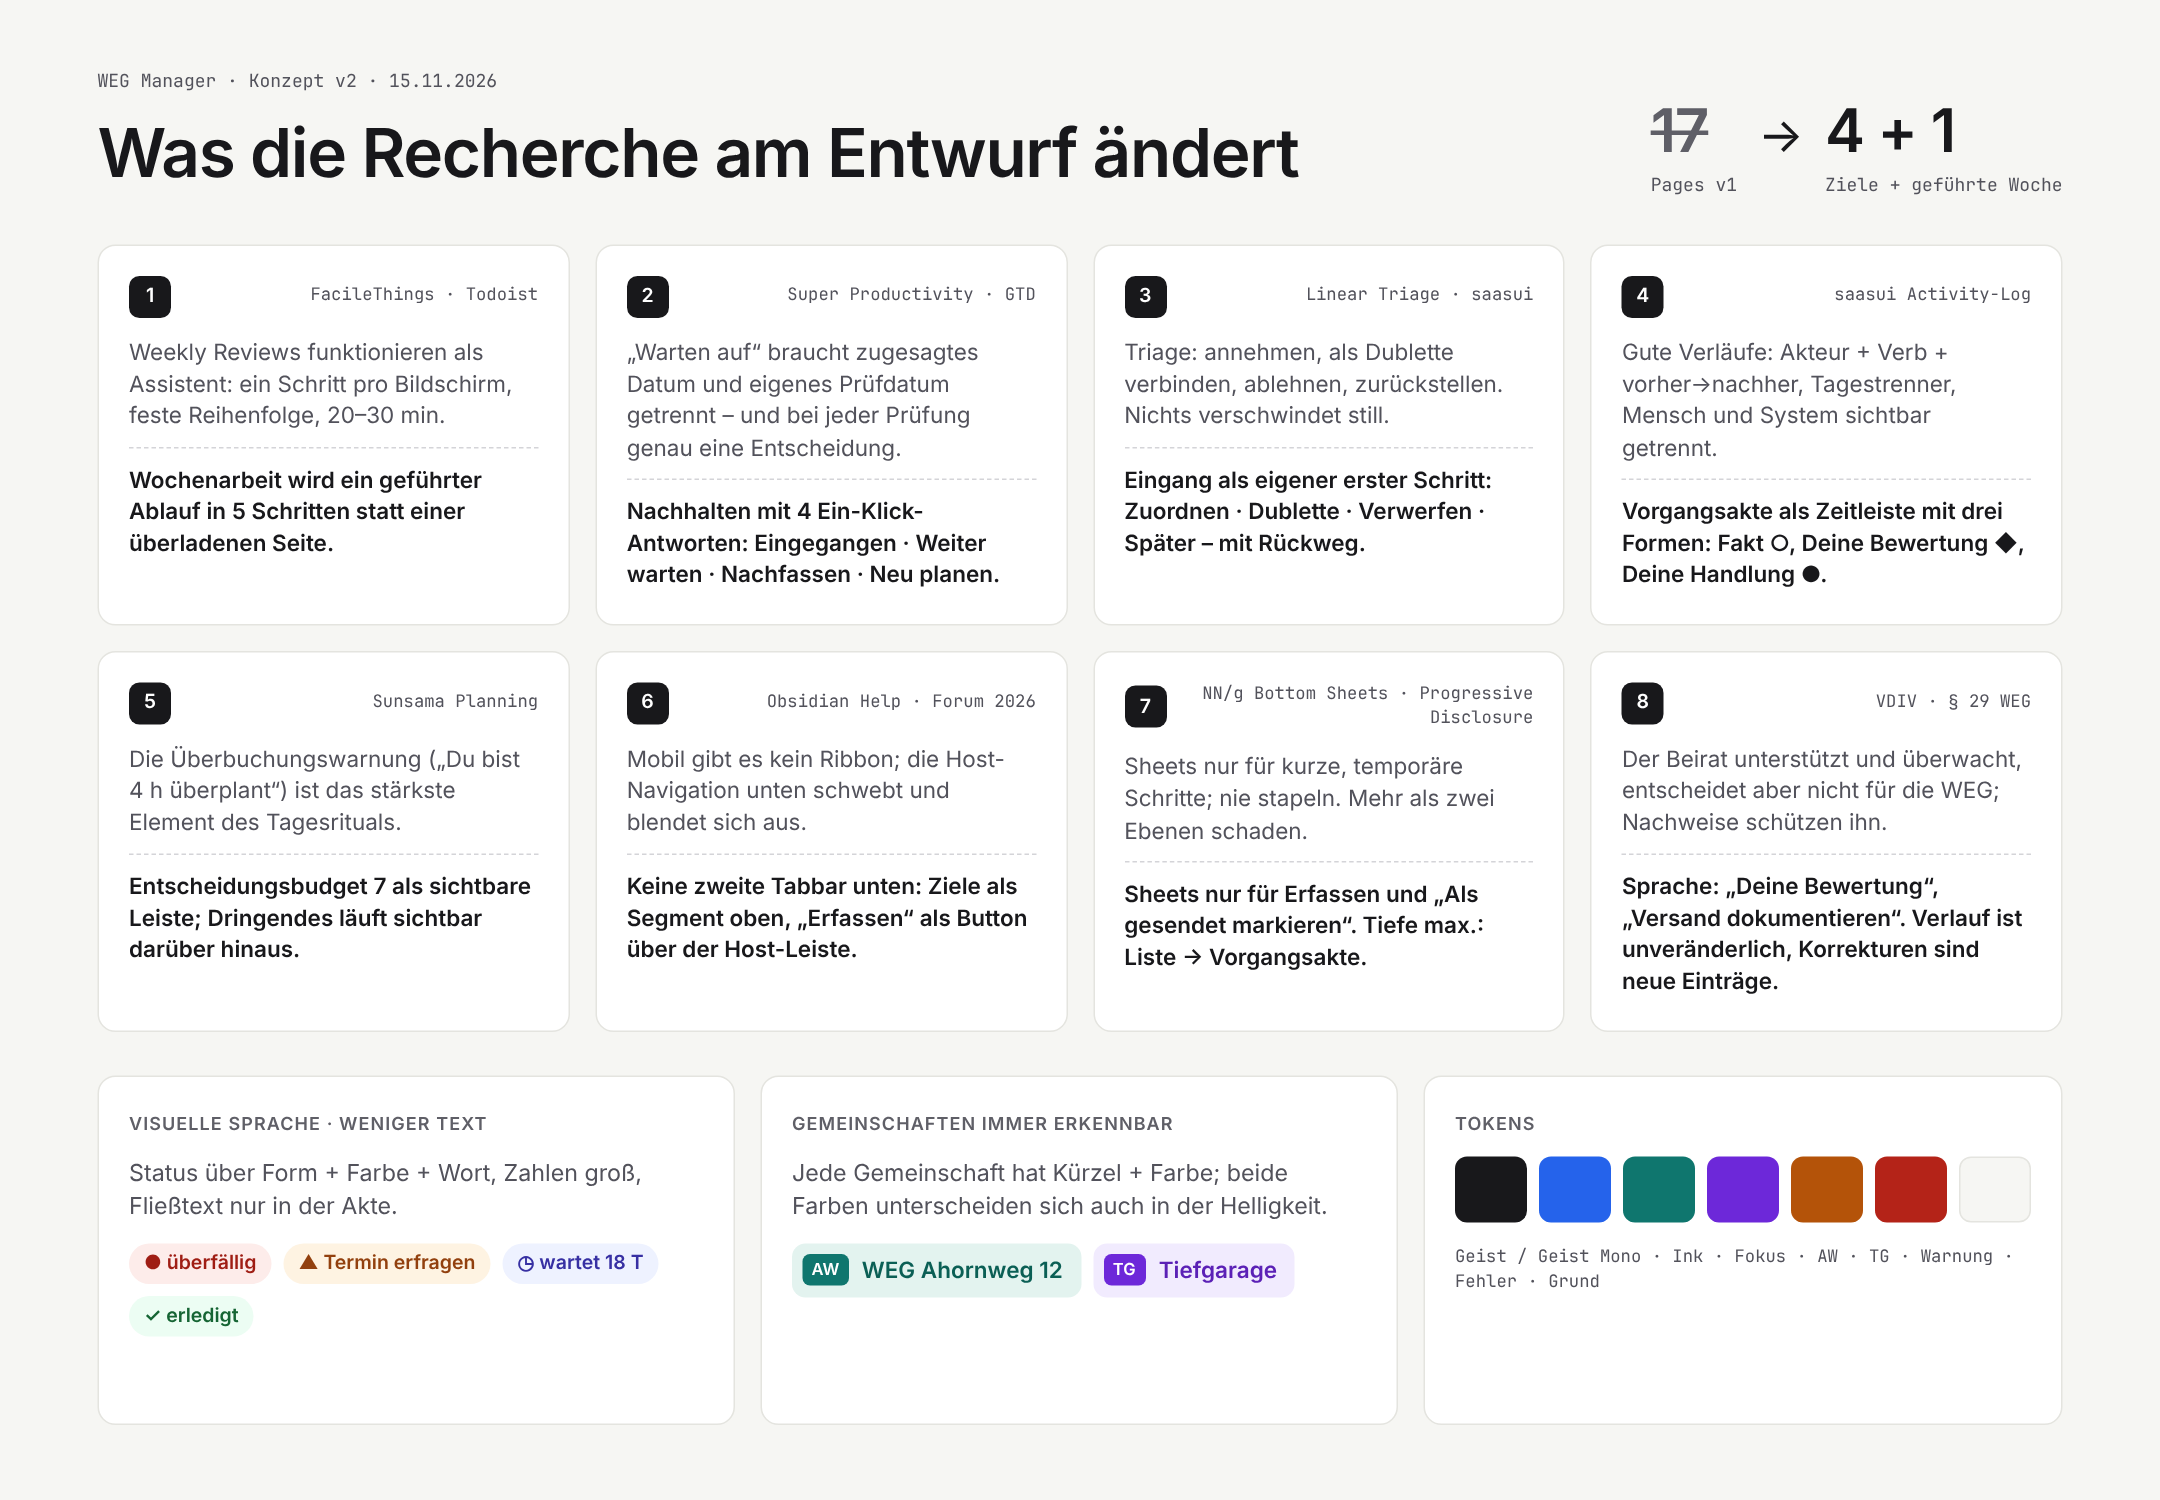 WEG Manager · Konzept v2 · 15.11.2026
Was die Recherche am Entwurf ändert
17 → 4 + 1
Pages v1
Ziele + geführte Woche
1
FacileThings · Todoist
Weekly Reviews funktionieren als
Assistent: ein Schritt pro Bildschirm,
feste Reihenfolge, 20–30 min.
Wochenarbeit wird ein geführter
Ablauf in 5 Schritten statt einer
überladenen Seite.
2
Super Productivity · GTD
„Warten auf“ braucht zugesagtes
Datum und eigenes Prüfdatum
getrennt – und bei jeder Prüfung
genau eine Entscheidung.
Nachhalten mit 4 Ein-Klick-
Antworten: Eingegangen · Weiter
warten · Nachfassen · Neu planen.
3
Linear Triage · saasui
Triage: annehmen, als Dublette
verbinden, ablehnen, zurückstellen.
Nichts verschwindet still.
Eingang als eigener erster Schritt:
Zuordnen · Dublette · Verwerfen ·
Später – mit Rückweg.
4
saasui Activity-Log
Gute Verläufe: Akteur + Verb +
vorher→nachher, Tagestrenner,
Mensch und System sichtbar
getrennt.
Vorgangsakte als Zeitleiste mit drei
Formen: Fakt ○, Deine Bewertung ◆,
Deine Handlung ●.
5
Sunsama Planning
Die Überbuchungswarnung („Du bist
4 h überplant“) ist das stärkste
Element des Tagesrituals.
Entscheidungsbudget 7 als sichtbare
Leiste; Dringendes läuft sichtbar
darüber hinaus.
6
Obsidian Help · Forum 2026
Mobil gibt es kein Ribbon; die Host-
Navigation unten schwebt und
blendet sich aus.
Keine zweite Tabbar unten: Ziele als
Segment oben, „Erfassen“ als Button
über der Host-Leiste.
7
NN/g Bottom Sheets · Progressive
Disclosure
Sheets nur für kurze, temporäre
Schritte; nie stapeln. Mehr als zwei
Ebenen schaden.
Sheets nur für Erfassen und „Als
gesendet markieren“. Tiefe max.:
Liste → Vorgangsakte.
8
VDIV · § 29 WEG
Der Beirat unterstützt und überwacht,
entscheidet aber nicht für die WEG;
Nachweise schützen ihn.
Sprache: „Deine Bewertung“,
„Versand dokumentieren“. Verlauf ist
unveränderlich, Korrekturen sind
neue Einträge.
VISUELLE SPRACHE · WENIGER TEXT
Status über Form + Farbe + Wort, Zahlen groß,
Fließtext nur in der Akte.
● überfällig
▲ Termin erfragen
◷ wartet 18 T
✓ erledigt
GEMEINSCHAFTEN IMMER ERKENNBAR
Jede Gemeinschaft hat Kürzel + Farbe; beide
Farben unterscheiden sich auch in der Helligkeit.
AW WEG Ahornweg 12
TG Tiefgarage
TOKENS
Geist / Geist Mono · Ink · Fokus · AW · TG · Warnung ·
Fehler · Grund